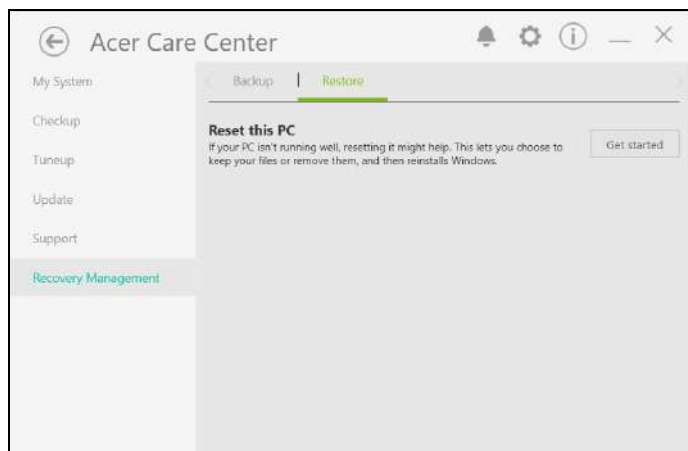 Acer Care Center
My System
Checkup
Tuneup
Update
Support
Recovery Management
Backup
Restore
Reset this PC
If your PC isn't running well, resetting it might help. This lets you choose to
keep your files or remove them, and then reinstalls Windows.
Get started